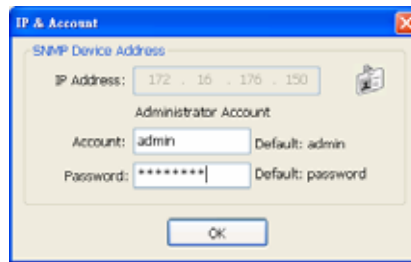 IP & Account
SNMP Device Address
IP Address: 172 . 16 . 176 . 150
Administrator Account
Account: admin Default: admin
Password: ******** Default: password
OK